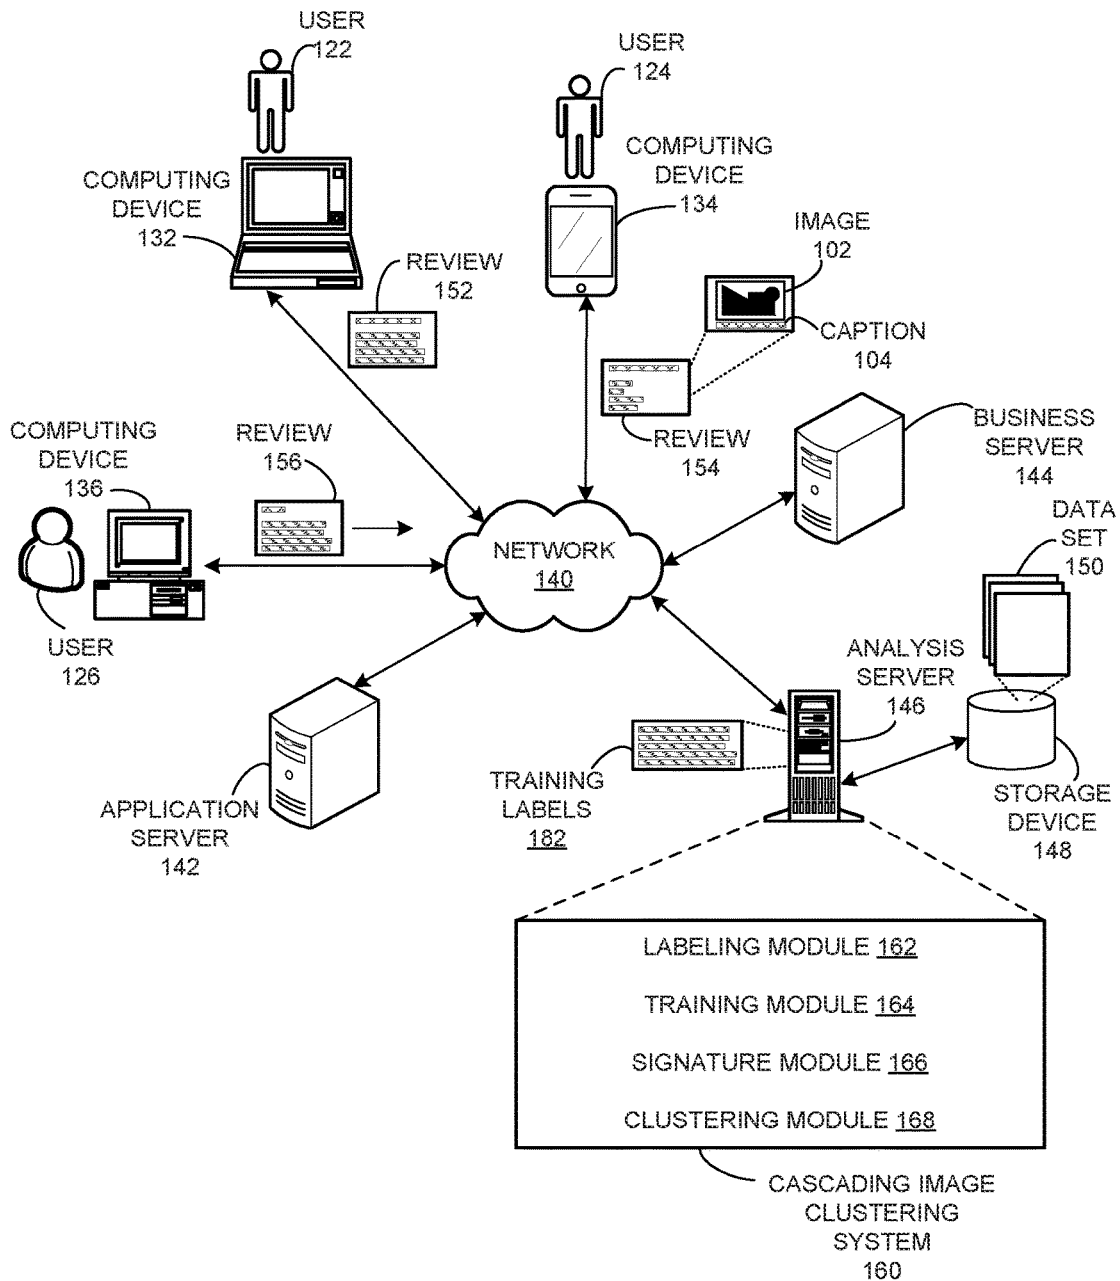 USER
122
USER
124
COMPUTING
DEVICE
132
COMPUTING
DEVICE
134
IMAGE
102
REVIEW
152
CAPTION
104
REVIEW
154
BUSINESS
SERVER
144
COMPUTING
DEVICE
136
REVIEW
156
DATA
SET
150
NETWORK
140
USER
126
ANALYSIS
SERVER
146
APPLICATION
SERVER
142
TRAINING
LABELS
182
STORAGE
DEVICE
148
LABELING MODULE 162
TRAINING MODULE 164
SIGNATURE MODULE 166
CLUSTERING MODULE 168
CASCADING IMAGE
CLUSTERING
SYSTEM
160